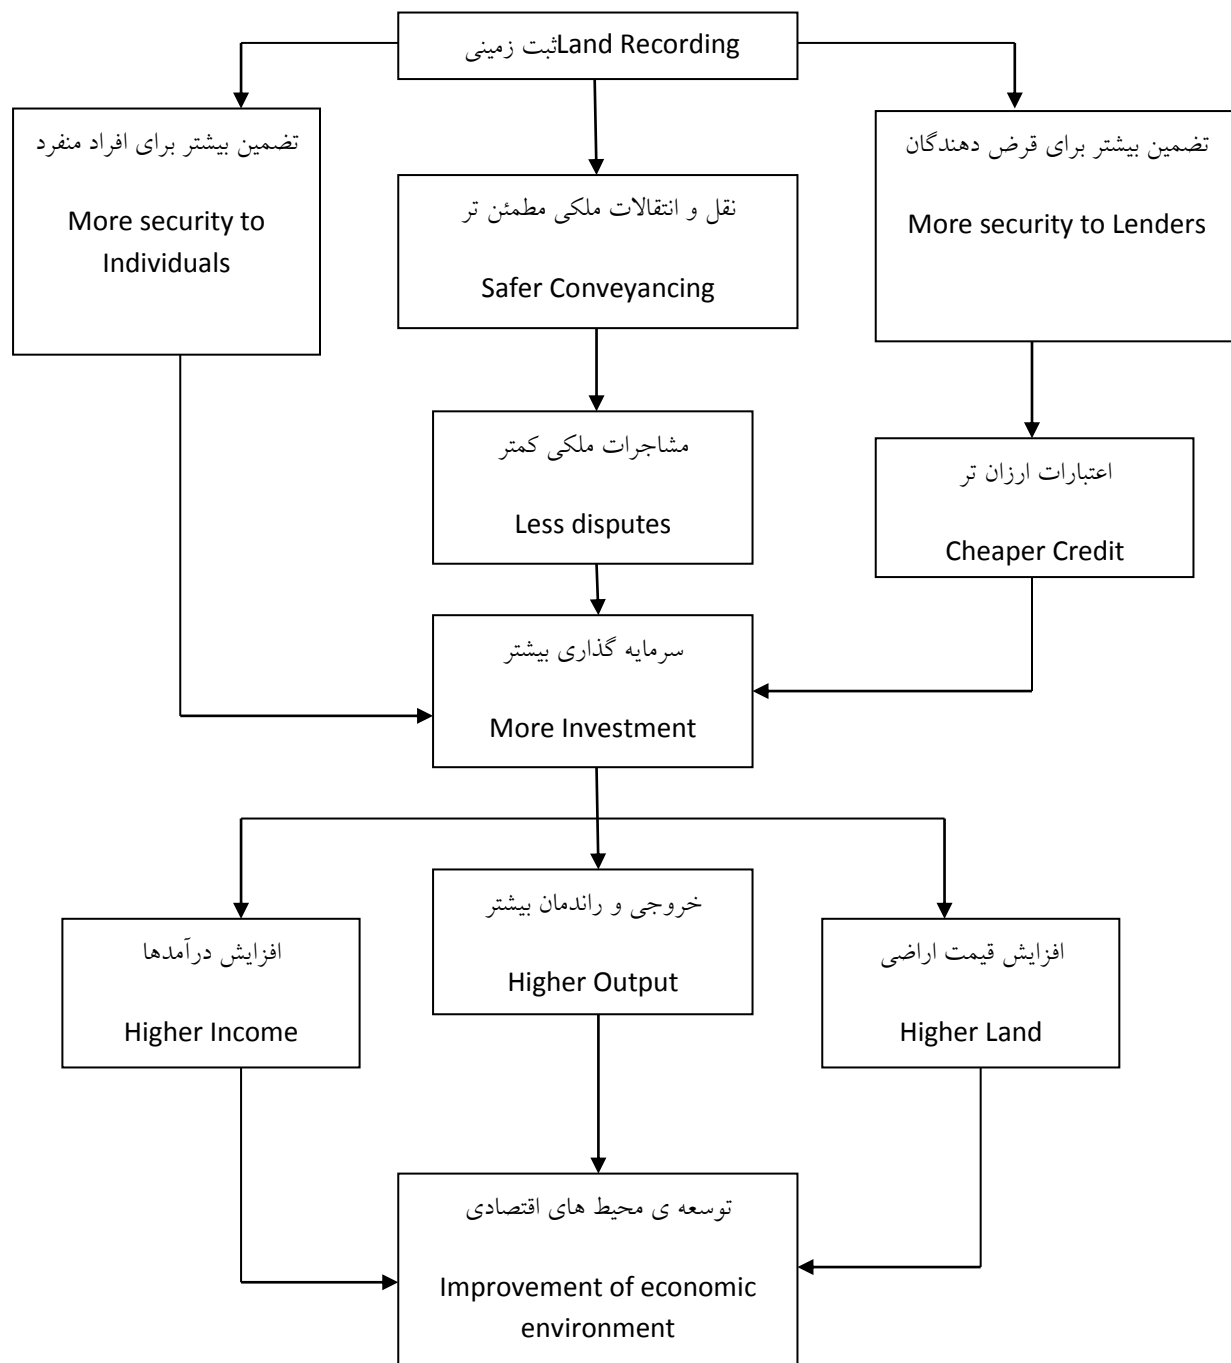 ثبت زمینیLand Recording
تضمین بیشتر برای افراد منفرد
More security to
Individuals
نقل و انتقالات ملکی مطمئن تر
Safer Conveyancing
تضمین بیشتر برای قرض دهندگان
More security to Lenders
مشاجرات ملکی کمتر
Less disputes
اعتبارات ارزان تر
Cheaper Credit
سرمایه گذاری بیشتر
More Investment
افزایش درآمدها
Higher Income
خروجی و راندمان بیشتر
Higher Output
افزایش قیمت اراضی
Higher Land
توسعه ی محیط های اقتصادی
Improvement of economic
environment